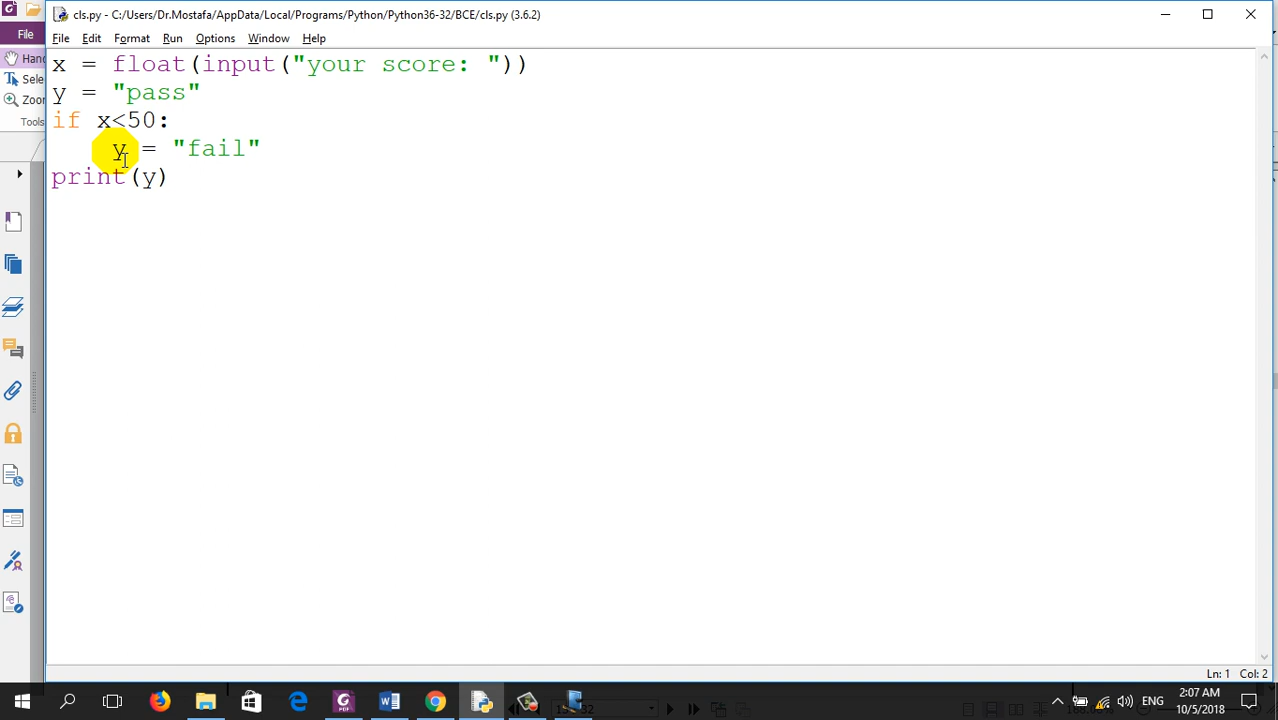 cls.py - C:/Users/Dr.Mostafa/AppData/Local/Programs/Python/Python36-32/BCE/cls.py (3.6.2)
File
File Edit Format Run Options Window Help
Tools
x = float(input("your score: "))
y = "pass"
if x<50:
    y = "fail"
print(y)
Ln: 1 Col: 2
ENG
2:07 AM
10/5/2018